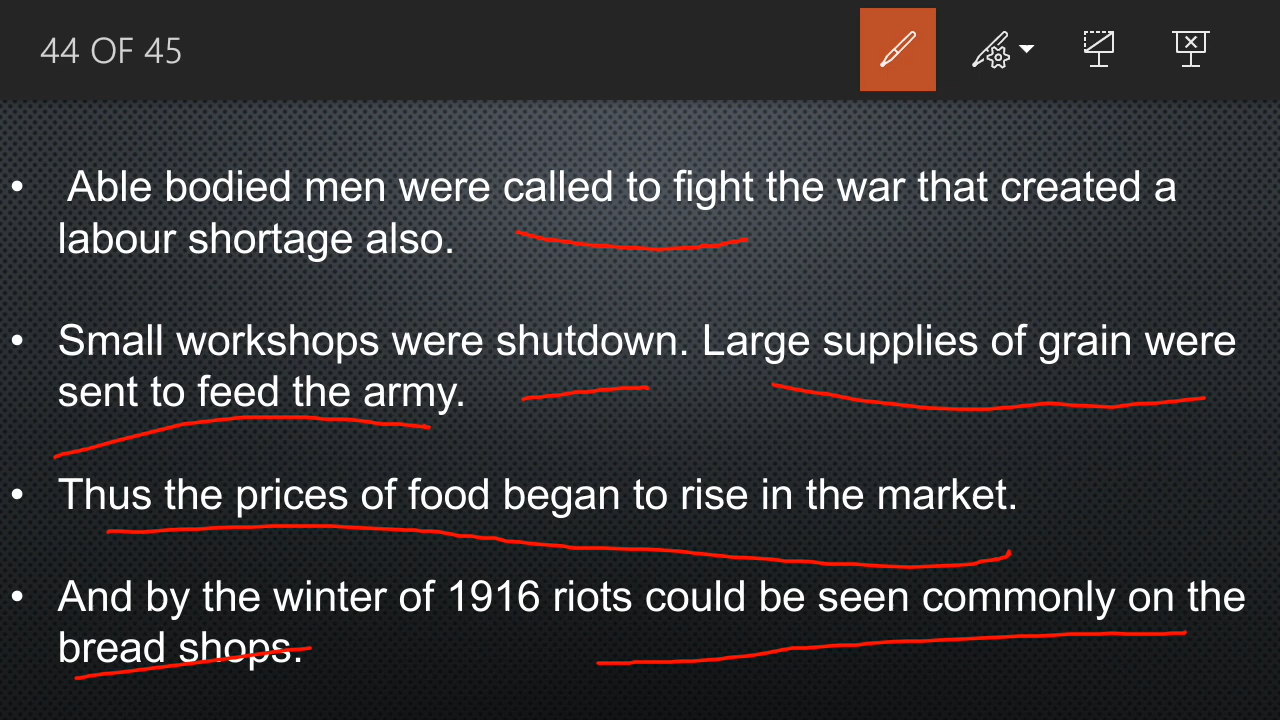 44 OF 45
• Able bodied men were called to fight the war that created a
labour shortage also.
• Small workshops were shutdown. Large supplies of grain were
sent to feed the army.
• Thus the prices of food began to rise in the market.
• And by the winter of 1916 riots could be seen commonly on the
bread shops.